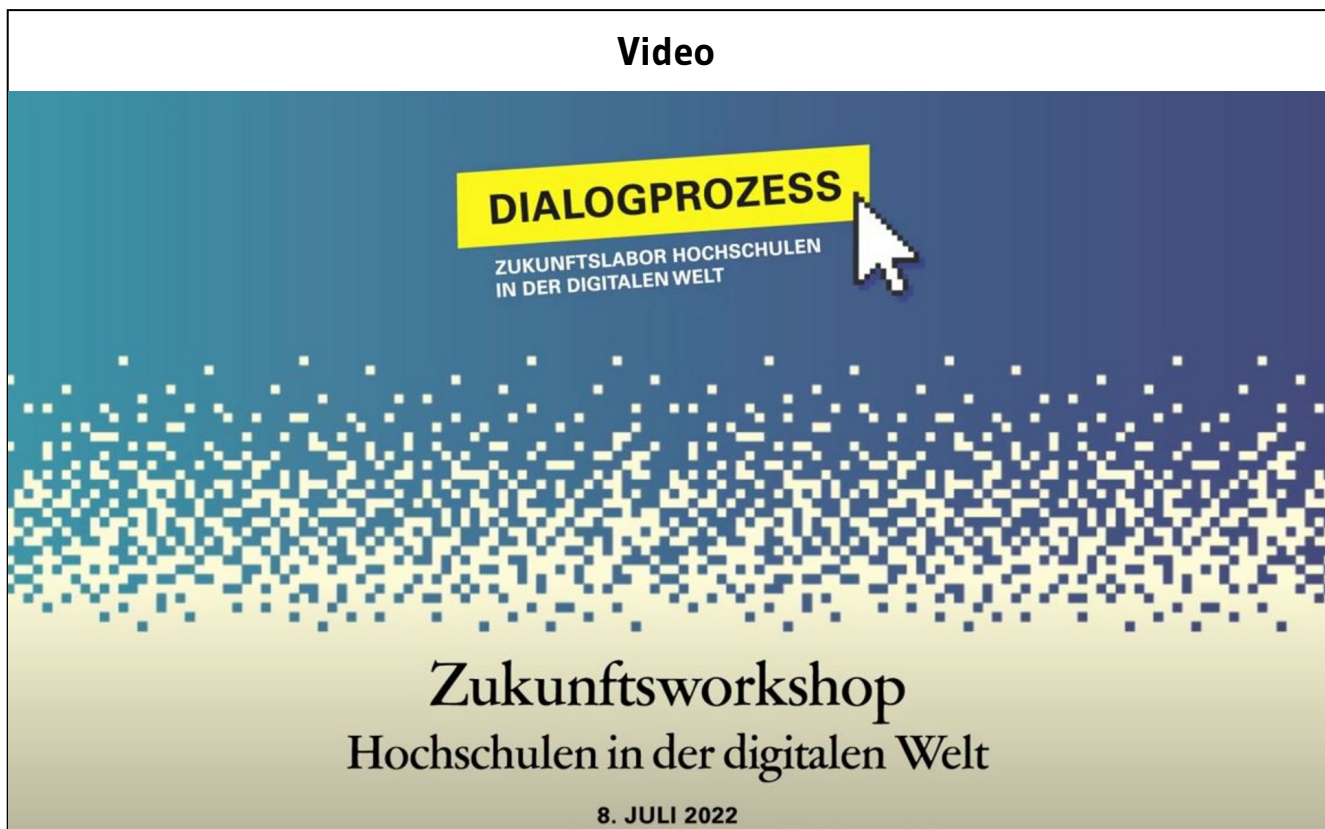 Video
DIALOGPROZESS
ZUKUNFTSLABOR HOCHSCHULEN
IN DER DIGITALEN WELT
Zukunftsworkshop
Hochschulen in der digitalen Welt
8. JULI 2022